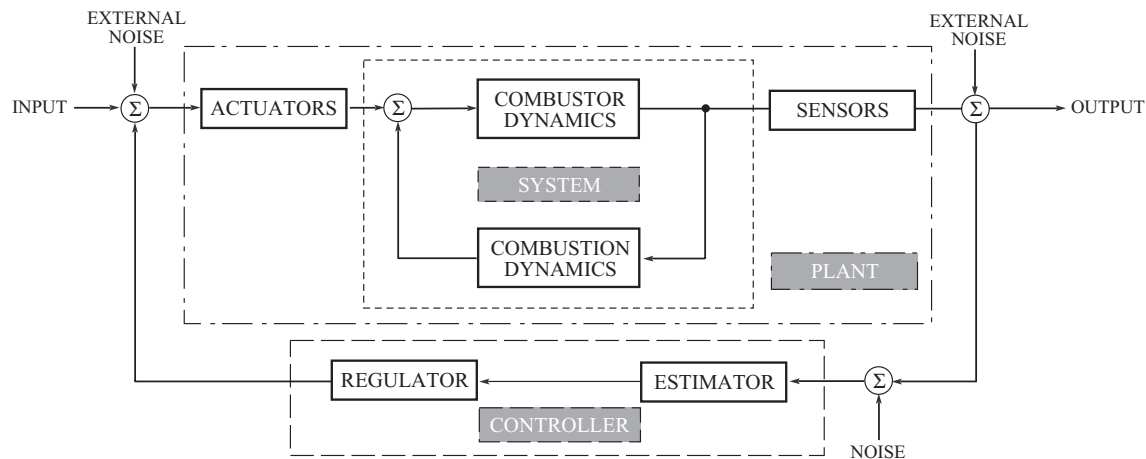 EXTERNAL
NOISE
EXTERNAL
NOISE
INPUT
Σ
ACTUATORS
Σ
COMBUSTOR
DYNAMICS
SENSORS
Σ
OUTPUT
SYSTEM
COMBUSTION
DYNAMICS
PLANT
REGULATOR
ESTIMATOR
Σ
CONTROLLER
NOISE